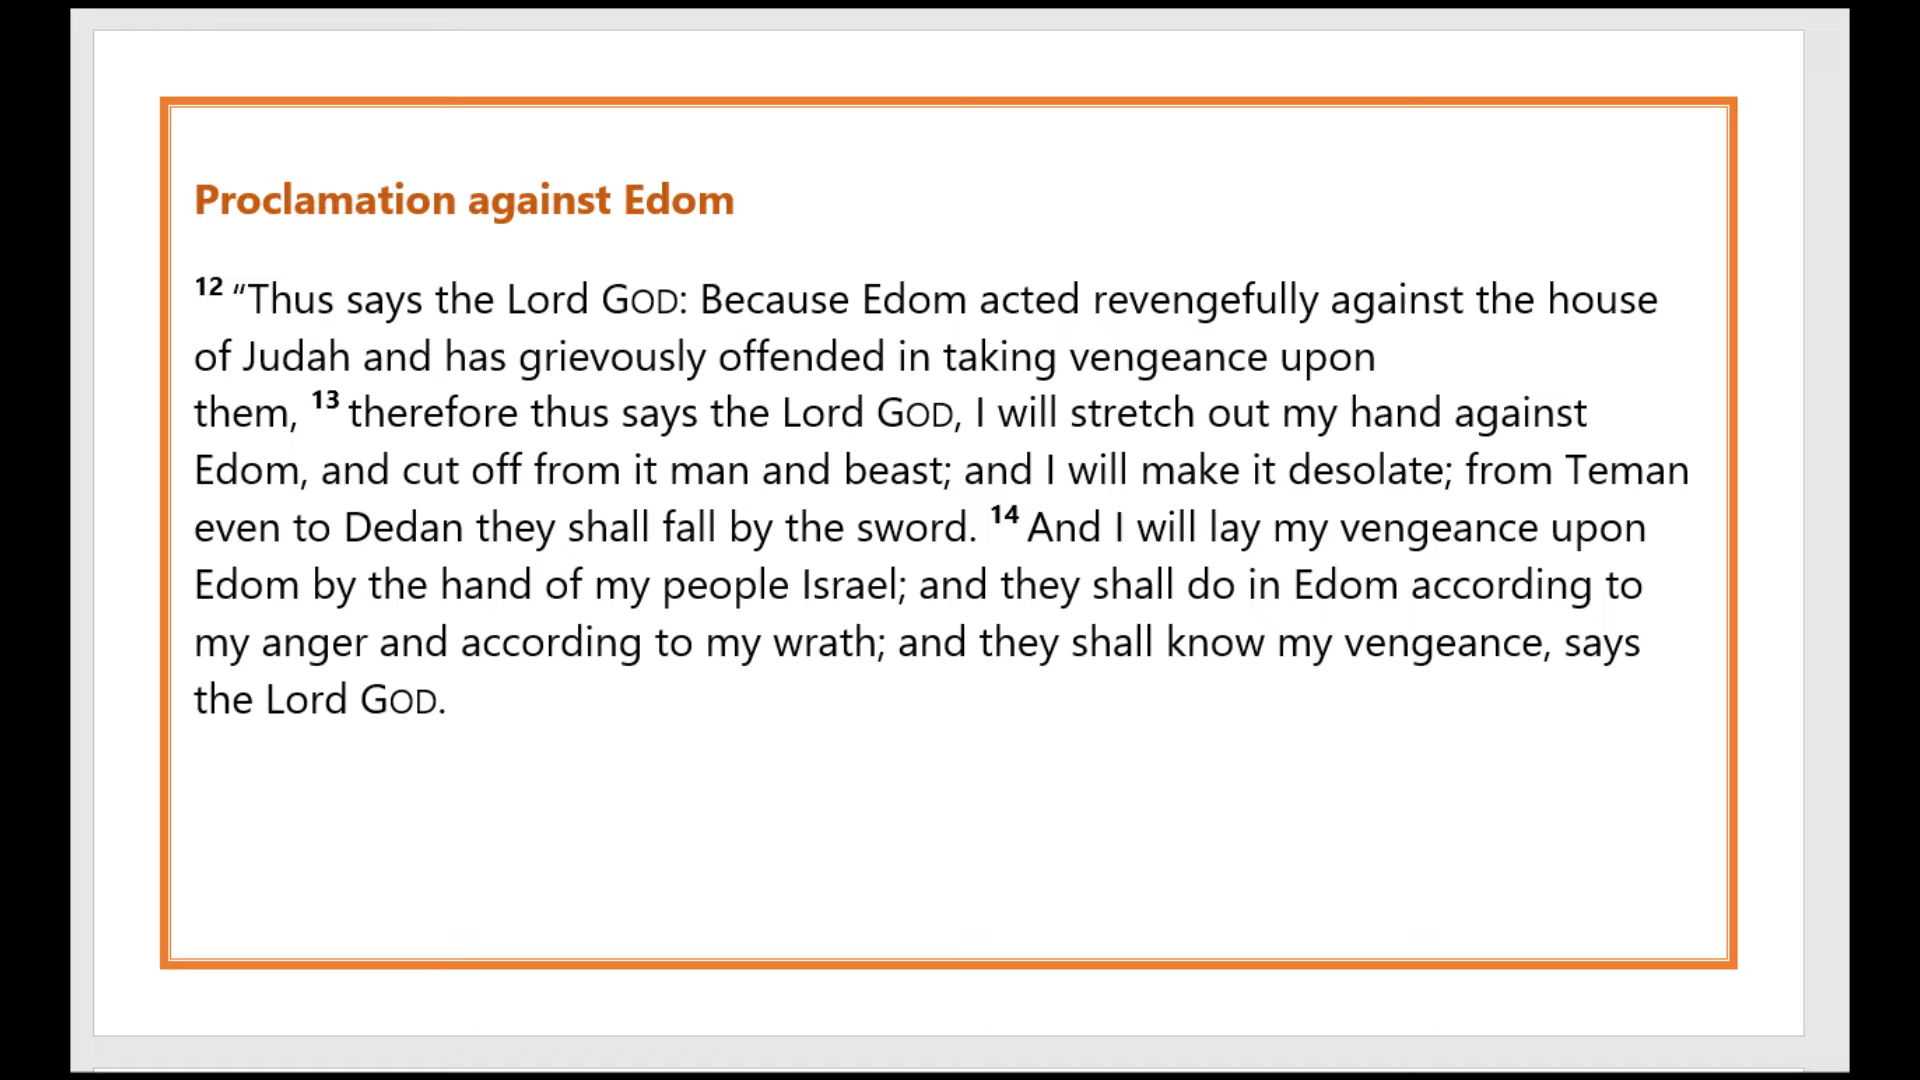 Proclamation against Edom
12 “Thus says the Lord GOD: Because Edom acted revengefully against the house
of Judah and has grievously offended in taking vengeance upon
them, 13 therefore thus says the Lord GOD, I will stretch out my hand against
Edom, and cut off from it man and beast; and I will make it desolate; from Teman
even to Dedan they shall fall by the sword. 14 And I will lay my vengeance upon
Edom by the hand of my people Israel; and they shall do in Edom according to
my anger and according to my wrath; and they shall know my vengeance, says
the Lord GOD.